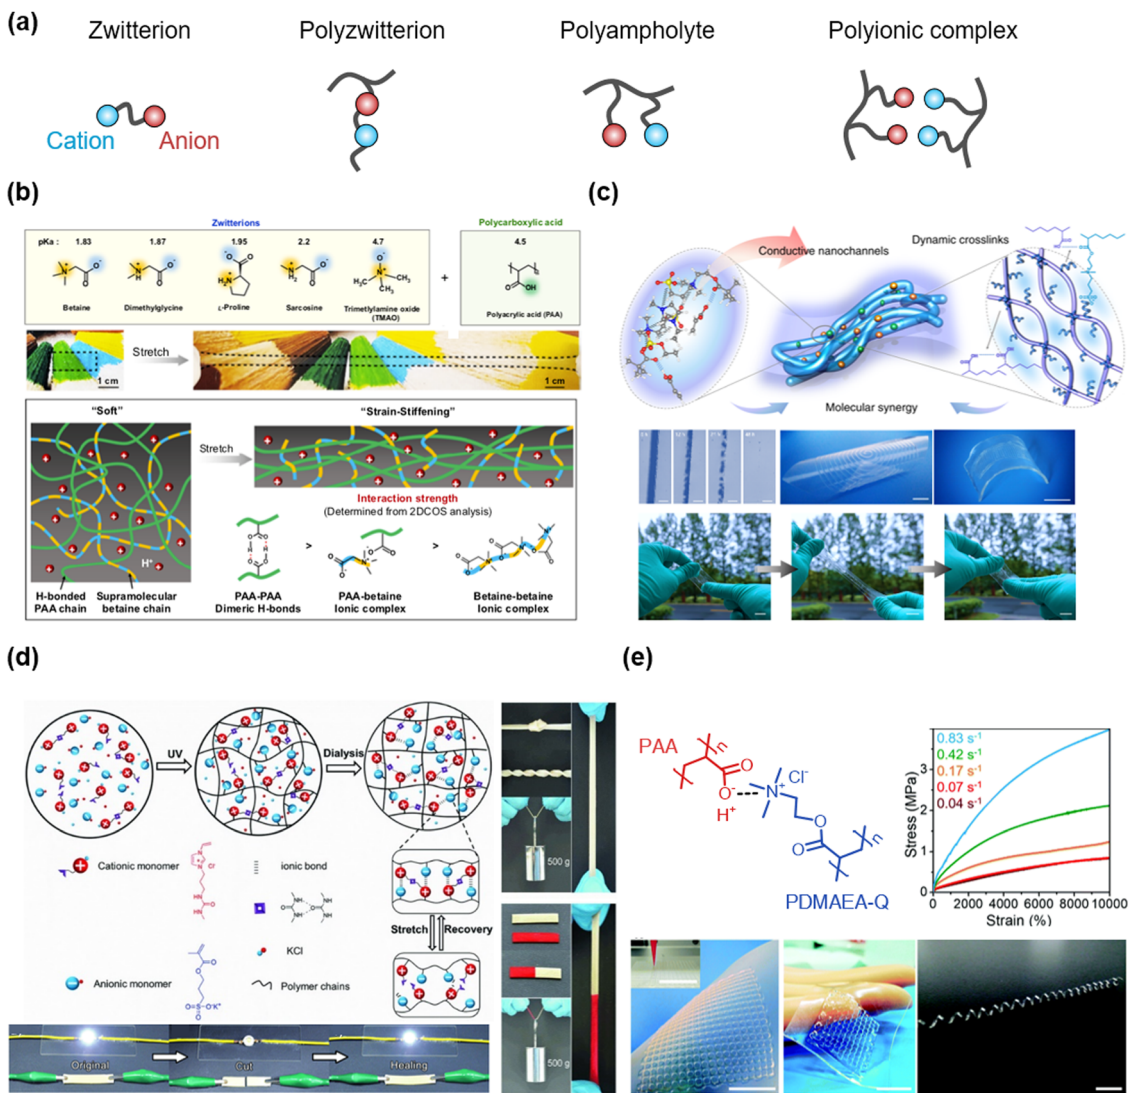 (a)
Zwitterion
Polyzwitterion
Polyampholyte
Polyionic complex
Cation
Anion
(b)
Zwitterions
Polycarboxylic acid
pKa :
1.83
1.87
1.95
2.2
4.7
4.5
+
Betaine
Dimethylglycine
L-Proline
Sarcosine
Trimetlylamine oxide
(TMAO)
Polyacrylic acid (PAA)
Stretch
1 cm
1 cm
"Soft"
"Strain-Stiffening"
Stretch
Interaction strength
(Determined from 2DCOS analysis)
>
>
H⁺
H-bonded
PAA chain
Supramolecular
betaine chain
PAA-PAA
Dimeric H-bonds
PAA-betaine
Ionic complex
Betaine-betaine
Ionic complex
(c)
Conductive nanochannels
Dynamic crosslinks
Molecular synergy
(d)
UV
Dialysis
Cationic monomer
ionic bond
KCl
Anionic monomer
Polymer chains
Stretch
Recovery
500 g
500 g
Original
Cut
Healing
(e)
PAA
n
O
O⁻
H⁺
N⁺
Cl⁻
O
O
n
PDMAEA-Q
0.83 s⁻¹
0.42 s⁻¹
0.17 s⁻¹
0.07 s⁻¹
0.04 s⁻¹
Stress (MPa)
3
2
1
0
0
2000
4000
6000
8000
10000
Strain (%)